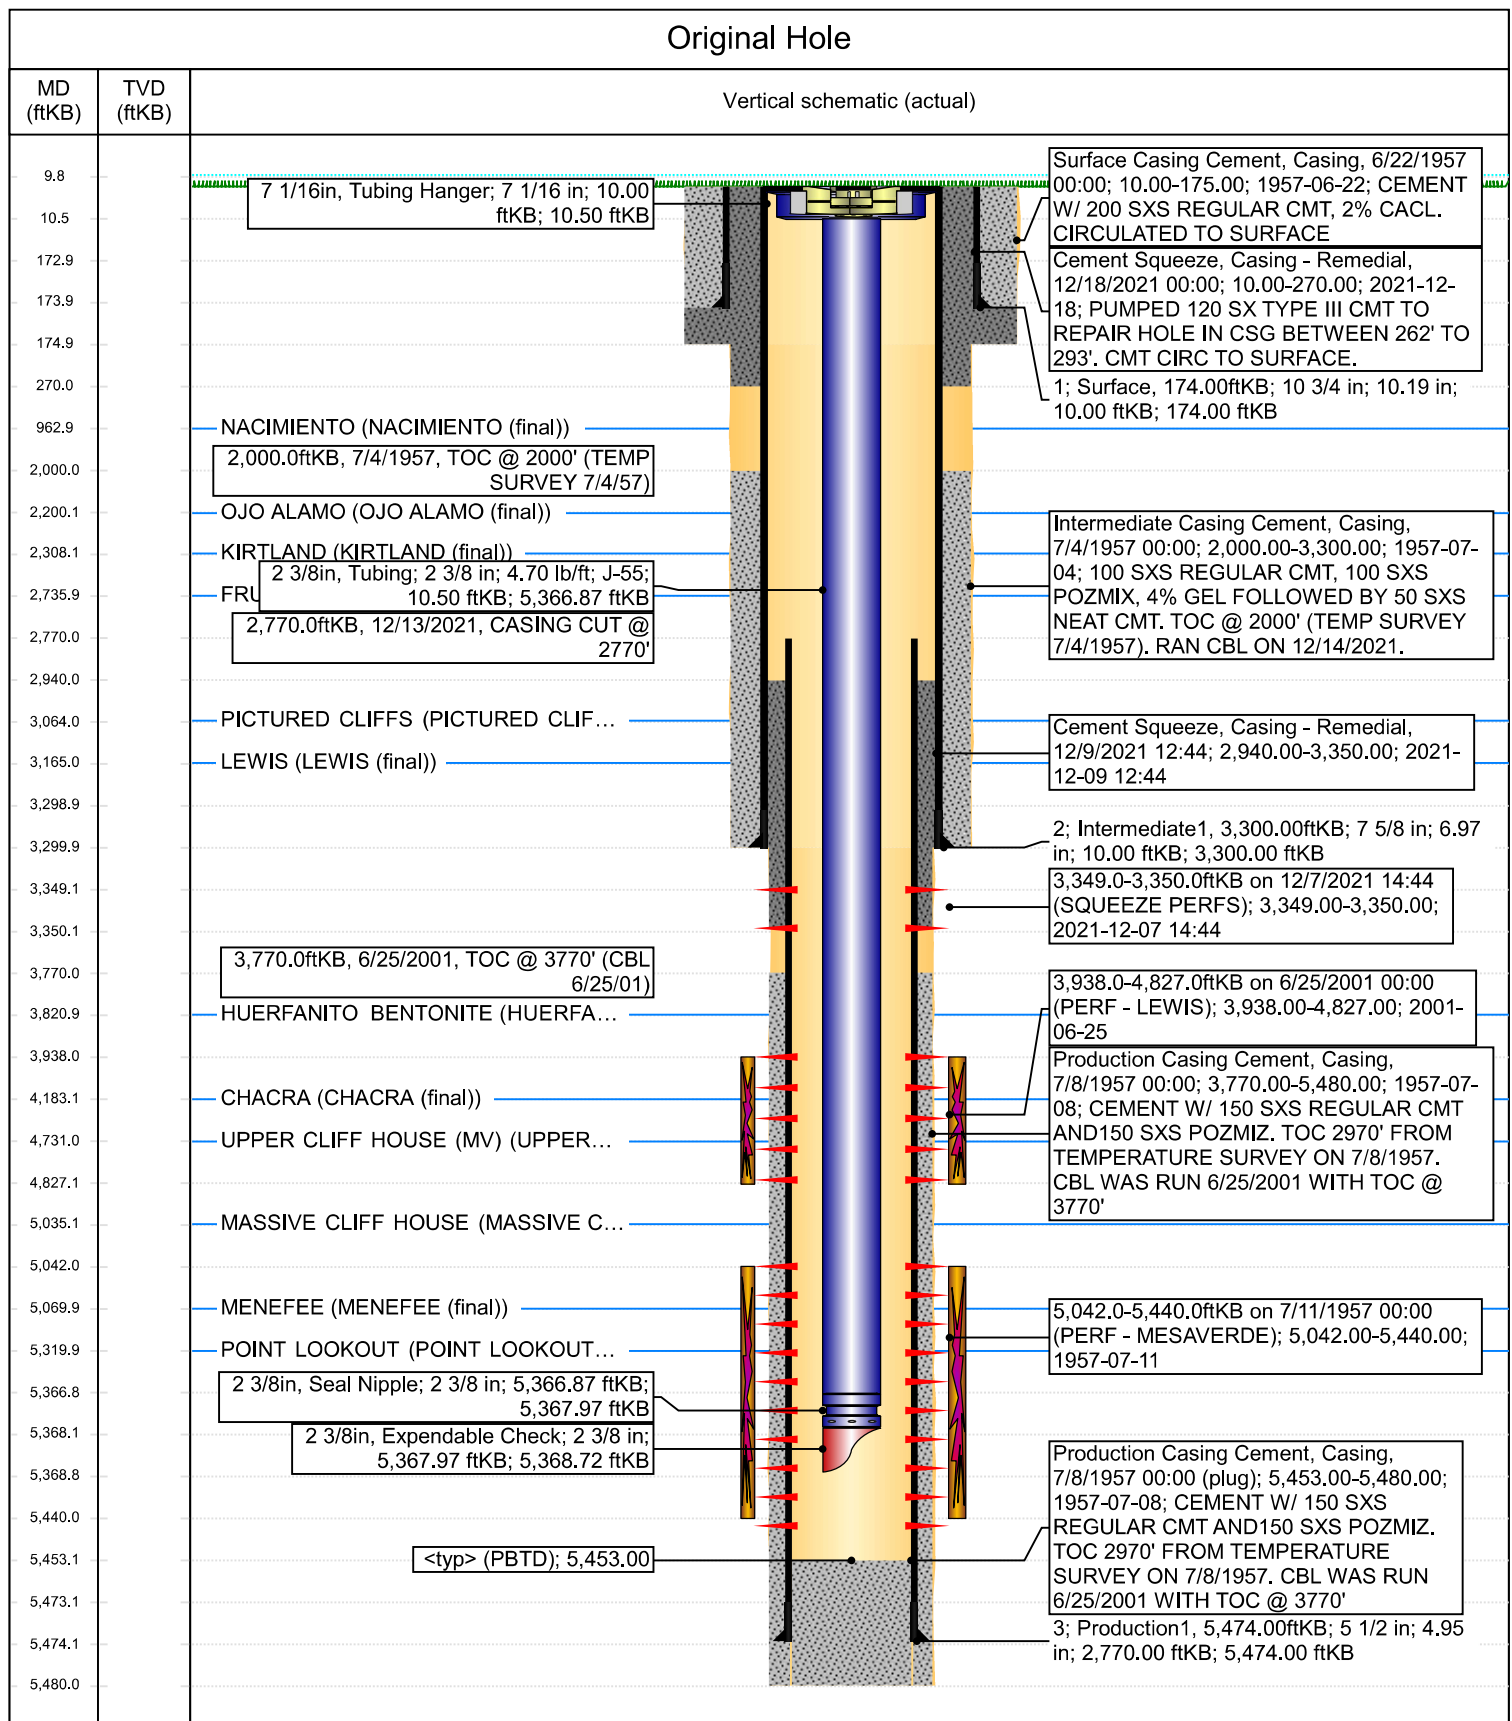 Original Hole
MD
(ftKB)
TVD
(ftKB)
Vertical schematic (actual)
9.8
10.5
172.9
173.9
174.9
270.0
962.9
2,000.0
2,200.1
2,308.1
2,735.9
2,770.0
2,940.0
3,064.0
3,165.0
3,298.9
3,299.9
3,349.1
3,350.1
3,770.0
3,820.9
3,938.0
4,183.1
4,731.0
4,827.1
5,035.1
5,042.0
5,069.9
5,319.9
5,366.8
5,368.1
5,368.8
5,440.0
5,453.1
5,473.1
5,474.1
5,480.0
7 1/16in, Tubing Hanger; 7 1/16 in; 10.00
ftKB; 10.50 ftKB
NACIMIENTO (NACIMIENTO (final))
2,000.0ftKB, 7/4/1957, TOC @ 2000' (TEMP
SURVEY 7/4/57)
OJO ALAMO (OJO ALAMO (final))
KIRTLAND (KIRTLAND (final))
2 3/8in, Tubing; 2 3/8 in; 4.70 lb/ft; J-55;
10.50 ftKB; 5,366.87 ftKB
FRU
2,770.0ftKB, 12/13/2021, CASING CUT @
2770'
PICTURED CLIFFS (PICTURED CLIF...
LEWIS (LEWIS (final))
3,770.0ftKB, 6/25/2001, TOC @ 3770' (CBL
6/25/01)
HUERFANITO BENTONITE (HUERFA...
CHACRA (CHACRA (final))
UPPER CLIFF HOUSE (MV) (UPPER...
MASSIVE CLIFF HOUSE (MASSIVE C...
MENEFEE (MENEFEE (final))
POINT LOOKOUT (POINT LOOKOUT...
2 3/8in, Seal Nipple; 2 3/8 in; 5,366.87 ftKB;
5,367.97 ftKB
2 3/8in, Expendable Check; 2 3/8 in;
5,367.97 ftKB; 5,368.72 ftKB
<typ> (PBTD); 5,453.00
Surface Casing Cement, Casing, 6/22/1957
00:00; 10.00-175.00; 1957-06-22; CEMENT
W/ 200 SXS REGULAR CMT, 2% CACL.
CIRCULATED TO SURFACE
Cement Squeeze, Casing - Remedial,
12/18/2021 00:00; 10.00-270.00; 2021-12-
18; PUMPED 120 SX TYPE III CMT TO
REPAIR HOLE IN CSG BETWEEN 262' TO
293'. CMT CIRC TO SURFACE.
1; Surface, 174.00ftKB; 10 3/4 in; 10.19 in;
10.00 ftKB; 174.00 ftKB
Intermediate Casing Cement, Casing,
7/4/1957 00:00; 2,000.00-3,300.00; 1957-07-
04; 100 SXS REGULAR CMT, 100 SXS
POZMIX, 4% GEL FOLLOWED BY 50 SXS
NEAT CMT. TOC @ 2000' (TEMP SURVEY
7/4/1957). RAN CBL ON 12/14/2021.
Cement Squeeze, Casing - Remedial,
12/9/2021 12:44; 2,940.00-3,350.00; 2021-
12-09 12:44
2; Intermediate1, 3,300.00ftKB; 7 5/8 in; 6.97
in; 10.00 ftKB; 3,300.00 ftKB
3,349.0-3,350.0ftKB on 12/7/2021 14:44
(SQUEEZE PERFS); 3,349.00-3,350.00;
2021-12-07 14:44
3,938.0-4,827.0ftKB on 6/25/2001 00:00
(PERF - LEWIS); 3,938.00-4,827.00; 2001-
06-25
Production Casing Cement, Casing,
7/8/1957 00:00; 3,770.00-5,480.00; 1957-07-
08; CEMENT W/ 150 SXS REGULAR CMT
AND150 SXS POZMIZ. TOC 2970' FROM
TEMPERATURE SURVEY ON 7/8/1957.
CBL WAS RUN 6/25/2001 WITH TOC @
3770'
5,042.0-5,440.0ftKB on 7/11/1957 00:00
(PERF - MESAVERDE); 5,042.00-5,440.00;
1957-07-11
Production Casing Cement, Casing,
7/8/1957 00:00 (plug); 5,453.00-5,480.00;
1957-07-08; CEMENT W/ 150 SXS
REGULAR CMT AND150 SXS POZMIZ.
TOC 2970' FROM TEMPERATURE
SURVEY ON 7/8/1957. CBL WAS RUN
6/25/2001 WITH TOC @ 3770'
3; Production1, 5,474.00ftKB; 5 1/2 in; 4.95
in; 2,770.00 ftKB; 5,474.00 ftKB